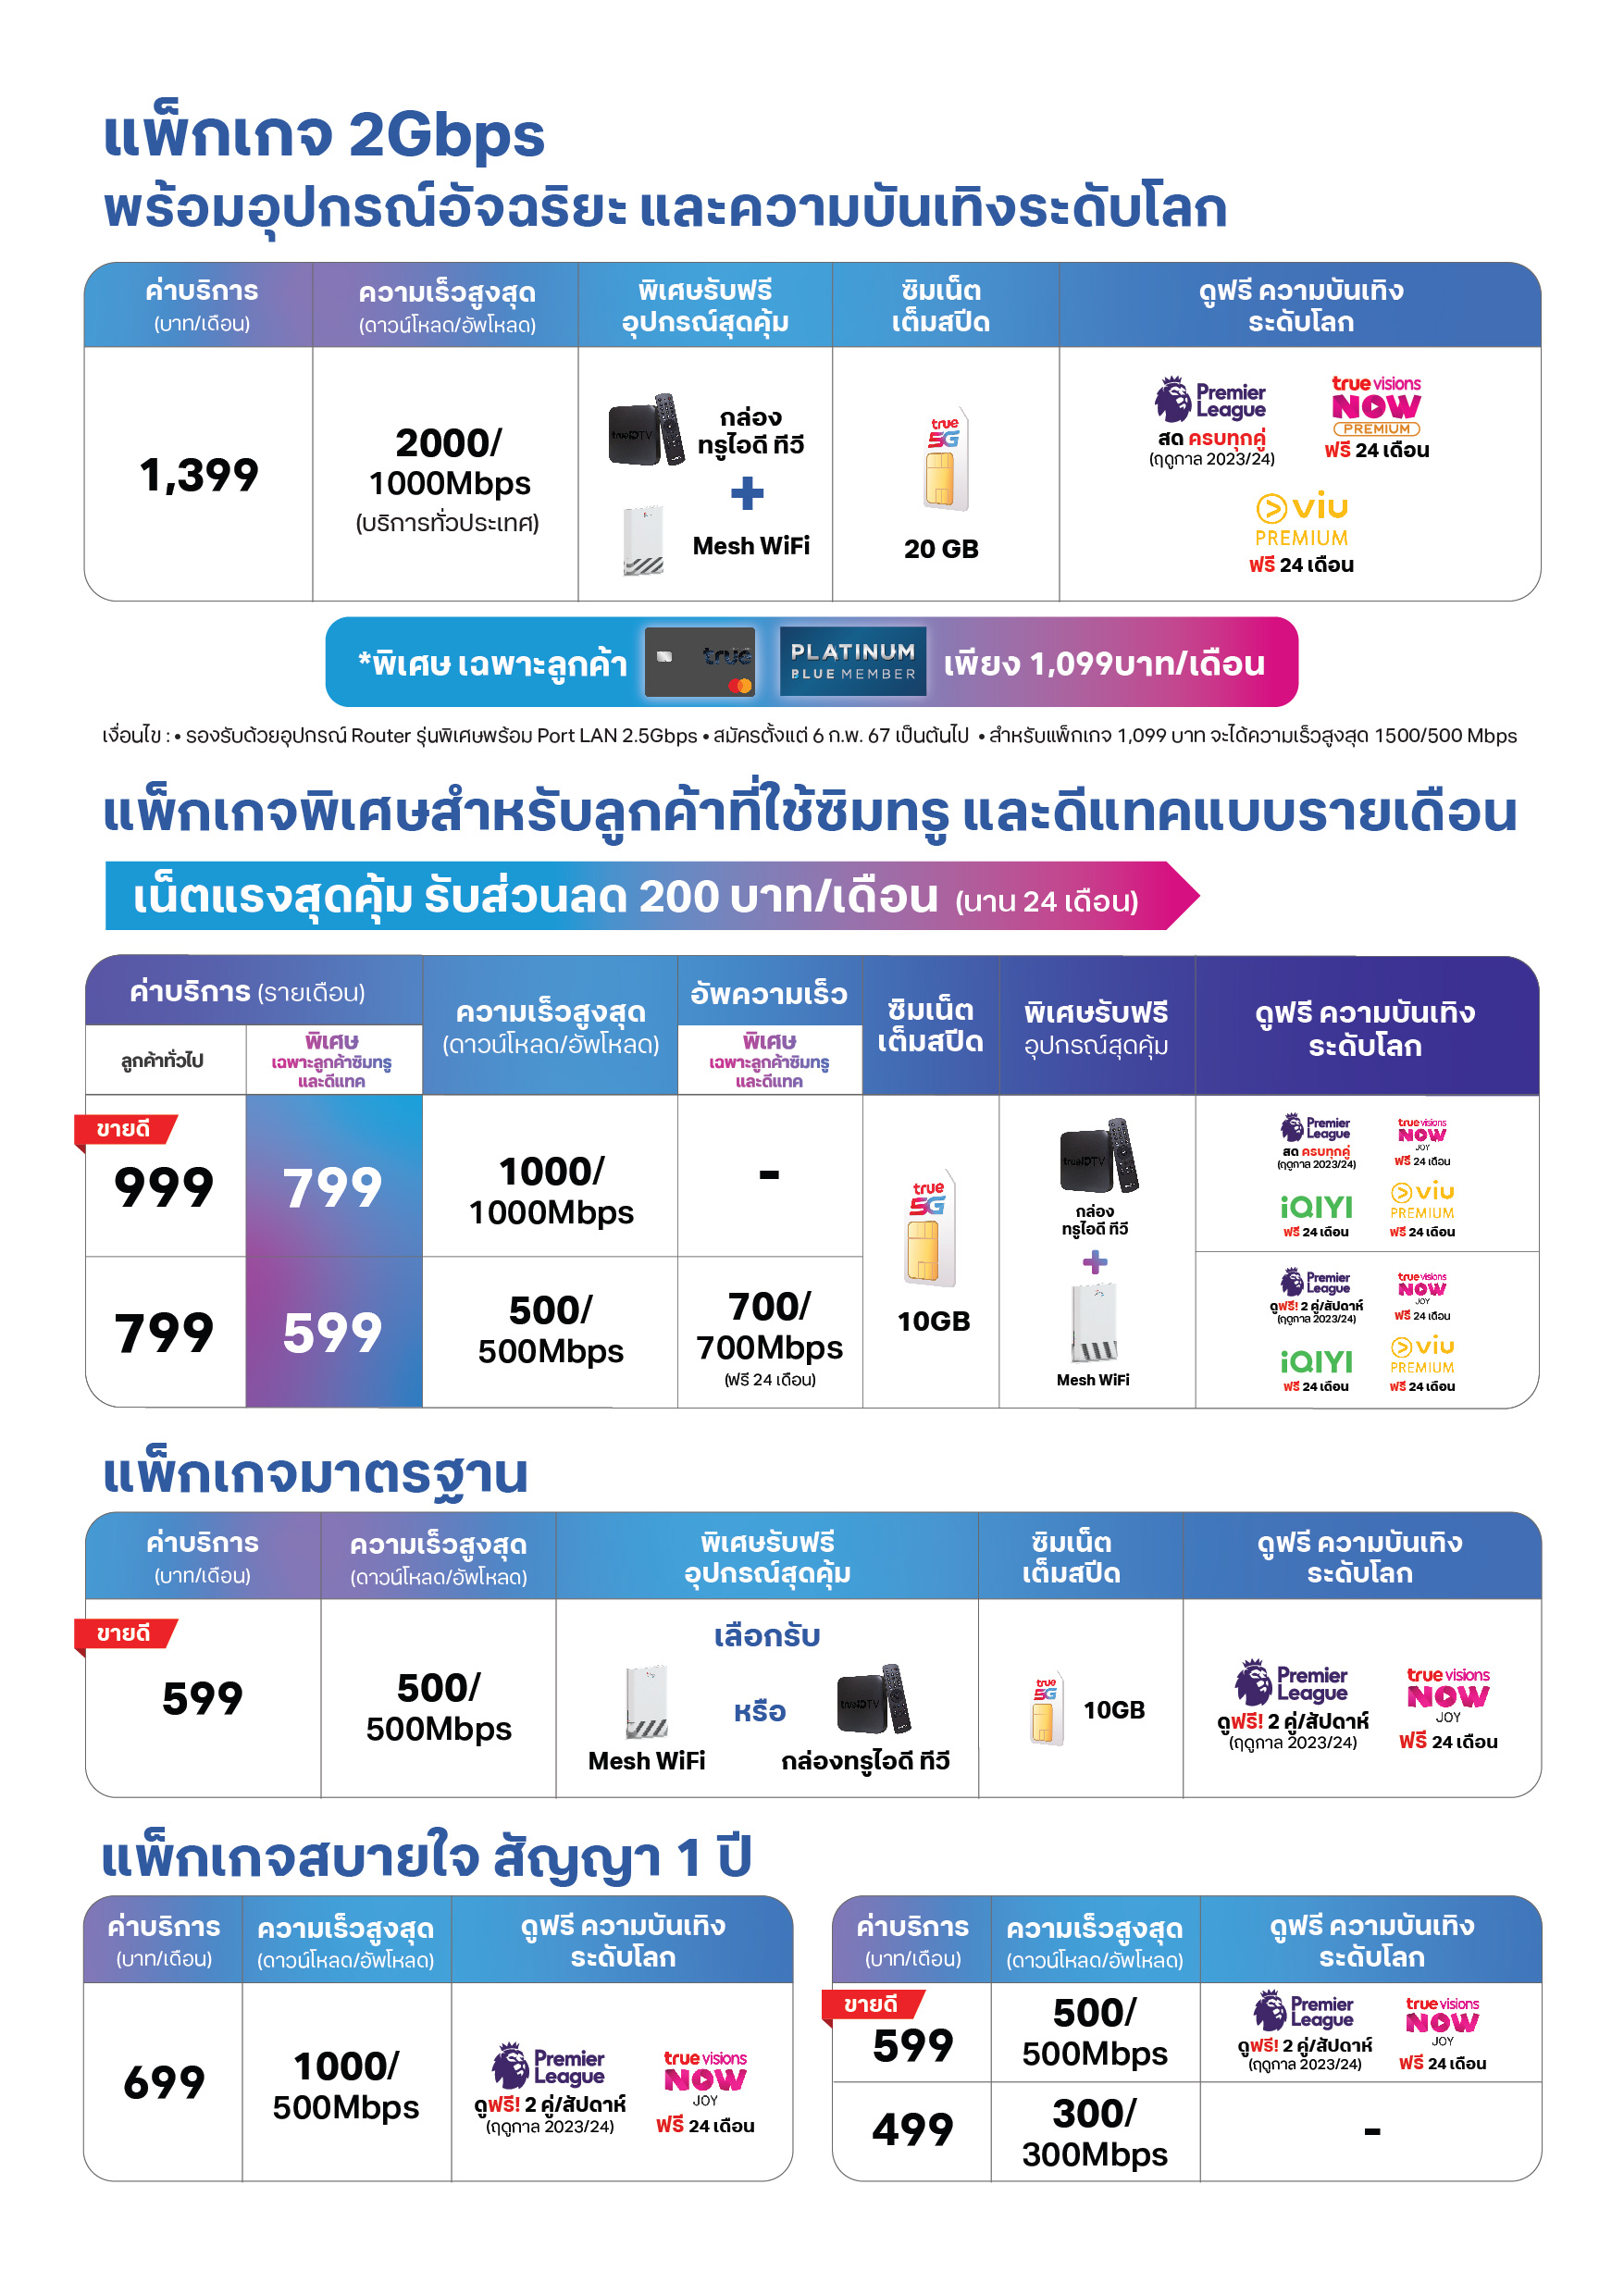 แพ็กเกจ 2Gbps
พร้อมอุปกรณ์อัจฉริยะ และความบันเทิงระดับโลก
ค่าบริการ
(บาท/เดือน)
ความเร็วสูงสุด
(ดาวน์โหลด/อัพโหลด)
พิเศษรับฟรี
อุปกรณ์สุดคุ้ม
ซิมเน็ต
เต็มสปีด
ดูฟรี ความบันเทิง
ระดับโลก
1,399
2000/
1000Mbps
(บริการทั่วประเทศ)
trueIDTV
กล่อง
ทรูไอดี ทีวี
+
Mesh WiFi
true
5G
20 GB
Premier
League
สด ครบทุกคู่
(ฤดูกาล 2023/24)
true visions
NOW
PREMIUM
ฟรี 24 เดือน
viu
PREMIUM
ฟรี 24 เดือน
*พิเศษ เฉพาะลูกค้า
true
PLATINUM
BLUE MEMBER
เพียง 1,099บาท/เดือน
เงื่อนไข : • รองรับด้วยอุปกรณ์ Router รุ่นพิเศษพร้อม Port LAN 2.5Gbps • สมัครตั้งแต่ 6 ก.พ. 67 เป็นต้นไป • สำหรับแพ็กเกจ 1,099 บาท จะได้ความเร็วสูงสุด 1500/500 Mbps
แพ็กเกจพิเศษสำหรับลูกค้าที่ใช้ซิมทรู และดีแทคแบบรายเดือน
เน็ตแรงสุดคุ้ม รับส่วนลด 200 บาท/เดือน (นาน 24 เดือน)
ค่าบริการ (รายเดือน)
ลูกค้าทั่วไป
พิเศษ
เฉพาะลูกค้าซิมทรู
และดีแทค
ความเร็วสูงสุด
(ดาวน์โหลด/อัพโหลด)
อัพความเร็ว
พิเศษ
เฉพาะลูกค้าซิมทรู
และดีแทค
ซิมเน็ต
เต็มสปีด
พิเศษรับฟรี
อุปกรณ์สุดคุ้ม
ดูฟรี ความบันเทิง
ระดับโลก
ขายดี
999
799
1000/
1000Mbps
-
true
5G
10GB
trueIDTV
กล่อง
ทรูไอดี ทีวี
+
Mesh WiFi
Premier
League
สด ครบทุกคู่
(ฤดูกาล 2023/24)
true visions
NOW
JOY
ฟรี 24 เดือน
iQIYI
ฟรี 24 เดือน
viu
PREMIUM
ฟรี 24 เดือน
799
599
500/
500Mbps
700/
700Mbps
(ฟรี 24 เดือน)
Premier
League
ดูฟรี! 2 คู่/สัปดาห์
(ฤดูกาล 2023/24)
true visions
NOW
JOY
ฟรี 24 เดือน
iQIYI
ฟรี 24 เดือน
viu
PREMIUM
ฟรี 24 เดือน
แพ็กเกจมาตรฐาน
ค่าบริการ
(บาท/เดือน)
ความเร็วสูงสุด
(ดาวน์โหลด/อัพโหลด)
พิเศษรับฟรี
อุปกรณ์สุดคุ้ม
ซิมเน็ต
เต็มสปีด
ดูฟรี ความบันเทิง
ระดับโลก
ขายดี
599
500/
500Mbps
เลือกรับ
Mesh WiFi
หรือ
trueIDTV
กล่องทรูไอดี ทีวี
true
5G
10GB
Premier
League
ดูฟรี! 2 คู่/สัปดาห์
(ฤดูกาล 2023/24)
true visions
NOW
JOY
ฟรี 24 เดือน
แพ็กเกจสบายใจ สัญญา 1 ปี
ค่าบริการ
(บาท/เดือน)
ความเร็วสูงสุด
(ดาวน์โหลด/อัพโหลด)
ดูฟรี ความบันเทิง
ระดับโลก
699
1000/
500Mbps
Premier
League
ดูฟรี! 2 คู่/สัปดาห์
(ฤดูกาล 2023/24)
true visions
NOW
JOY
ฟรี 24 เดือน
ค่าบริการ
(บาท/เดือน)
ความเร็วสูงสุด
(ดาวน์โหลด/อัพโหลด)
ดูฟรี ความบันเทิง
ระดับโลก
ขายดี
599
500/
500Mbps
Premier
League
ดูฟรี! 2 คู่/สัปดาห์
(ฤดูกาล 2023/24)
true visions
NOW
JOY
ฟรี 24 เดือน
499
300/
300Mbps
-